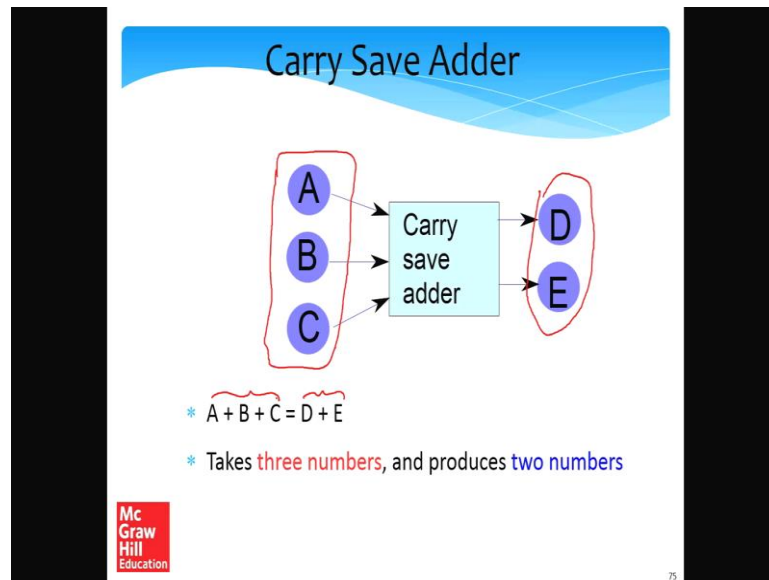 Carry Save Adder
A
B
C
Carry
save
adder
D
E
* A + B + C = D + E
* Takes three numbers, and produces two numbers
Mc
Graw
Hill
Education
75